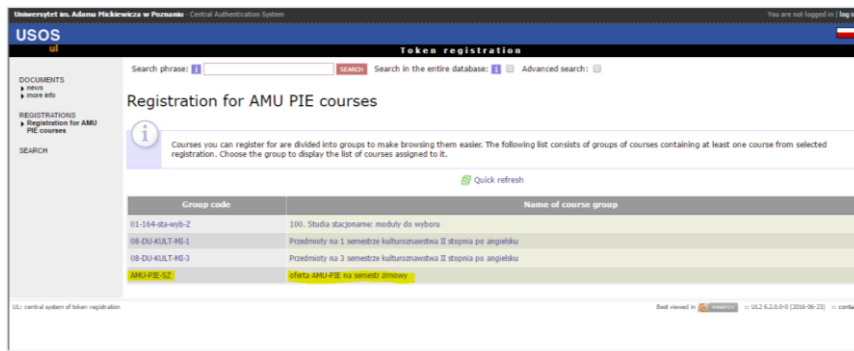 Uniwersytet im. Adama Mickiewicza w Poznaniu - Central Authentication System
You are not logged in | log in
USOS
ul
Token registration
Search phrase: i SEARCH Search in the entire database: i Advanced search:
DOCUMENTS
news
more info
REGISTRATIONS
Registration for AMU
PIE courses
SEARCH
Registration for AMU PIE courses
i
Courses you can register for are divided into groups to make browsing them easier. The following list consists of groups of courses containing at least one course from selected
registration. Choose the group to display the list of courses assigned to it.
Quick refresh
Group code Name of course group
01-164-sta-wyb-Z 100. Studia stacjonarne: moduły do wyboru
08-DU-KULT-MI-1 Przedmioty na 1 semestrze kulturoznawstwa II stopnia po angielsku
08-DU-KULT-MI-3 Przedmioty na 3 semestrze kulturoznawstwa II stopnia po angielsku
AMU-PIE-SZ oferta AMU-PIE na semestr zimowy
UL: central system of token registration
Best viewed in :: UL2 6.2.0.0-0 (2016-06-23) :: conta